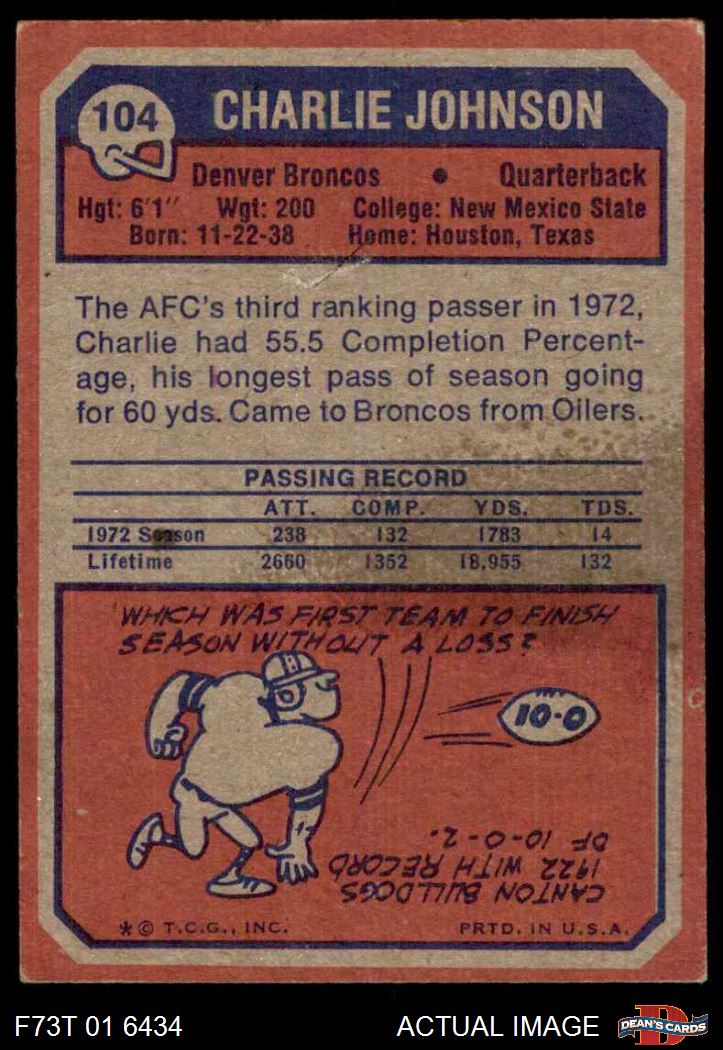 104
CHARLIE JOHNSON
Denver Broncos • Quarterback
Hgt: 6'1" Wgt: 200 College: New Mexico State
Born: 11-22-38 Home: Houston, Texas
The AFC's third ranking passer in 1972,
Charlie had 55.5 Completion Percent-
age, his longest pass of season going
for 60 yds. Came to Broncos from Oilers.
PASSING RECORD
ATT. COMP. YDS. TDS.
1972 Season 238 132 1783 14
Lifetime 2660 1352 18,955 132
WHICH WAS FIRST TEAM TO FINISH
SEASON WITHOUT A LOSS?
10-0
CANTON BULLDOGS
1922 WITH RECORD
OF 10-0-2.
* © T.C.G., INC. PRTD. IN U.S.A.
F73T 01 6434 ACTUAL IMAGE
D
DEAN'S CARDS